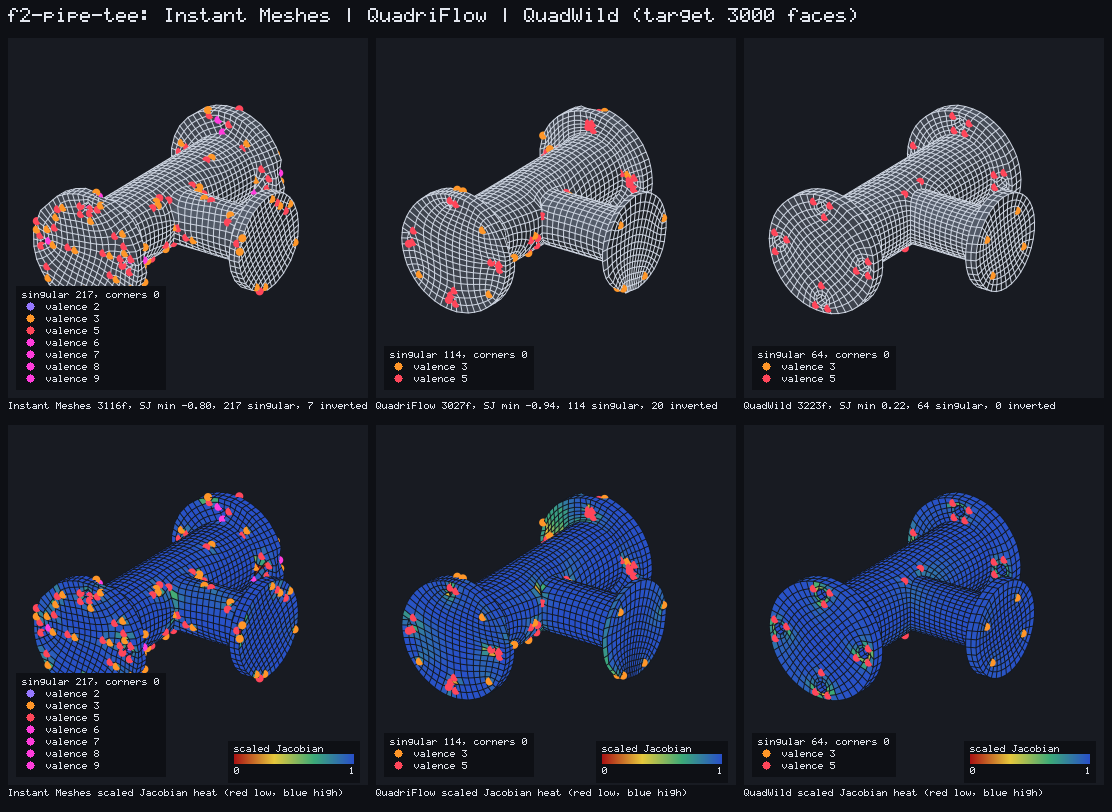 f2-pipe-tee: Instant Meshes | QuadriFlow | QuadWild (target 3000 faces)
singular 217, corners 0
valence 2
valence 3
valence 5
valence 6
valence 7
valence 8
valence 9
Instant Meshes 3116f, SJ min -0.80, 217 singular, 7 inverted
singular 114, corners 0
valence 3
valence 5
QuadriFlow 3027f, SJ min -0.94, 114 singular, 20 inverted
singular 64, corners 0
valence 3
valence 5
QuadWild 3223f, SJ min 0.22, 64 singular, 0 inverted
singular 217, corners 0
valence 2
valence 3
valence 5
valence 6
valence 7
valence 8
valence 9
scaled Jacobian
0 1
Instant Meshes scaled Jacobian heat (red low, blue high)
singular 114, corners 0
valence 3
valence 5
scaled Jacobian
0 1
QuadriFlow scaled Jacobian heat (red low, blue high)
singular 64, corners 0
valence 3
valence 5
scaled Jacobian
0 1
QuadWild scaled Jacobian heat (red low, blue high)